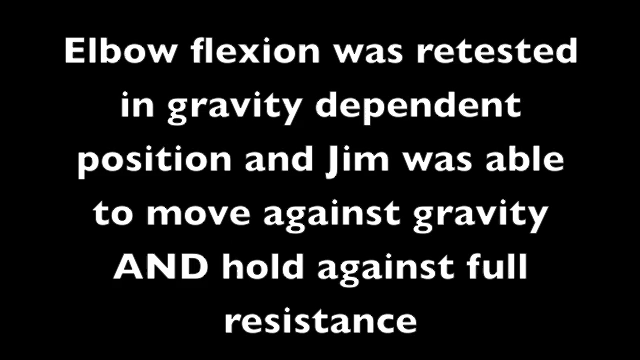 Elbow flexion was retested
in gravity dependent
position and Jim was able
to move against gravity
AND hold against full
resistance